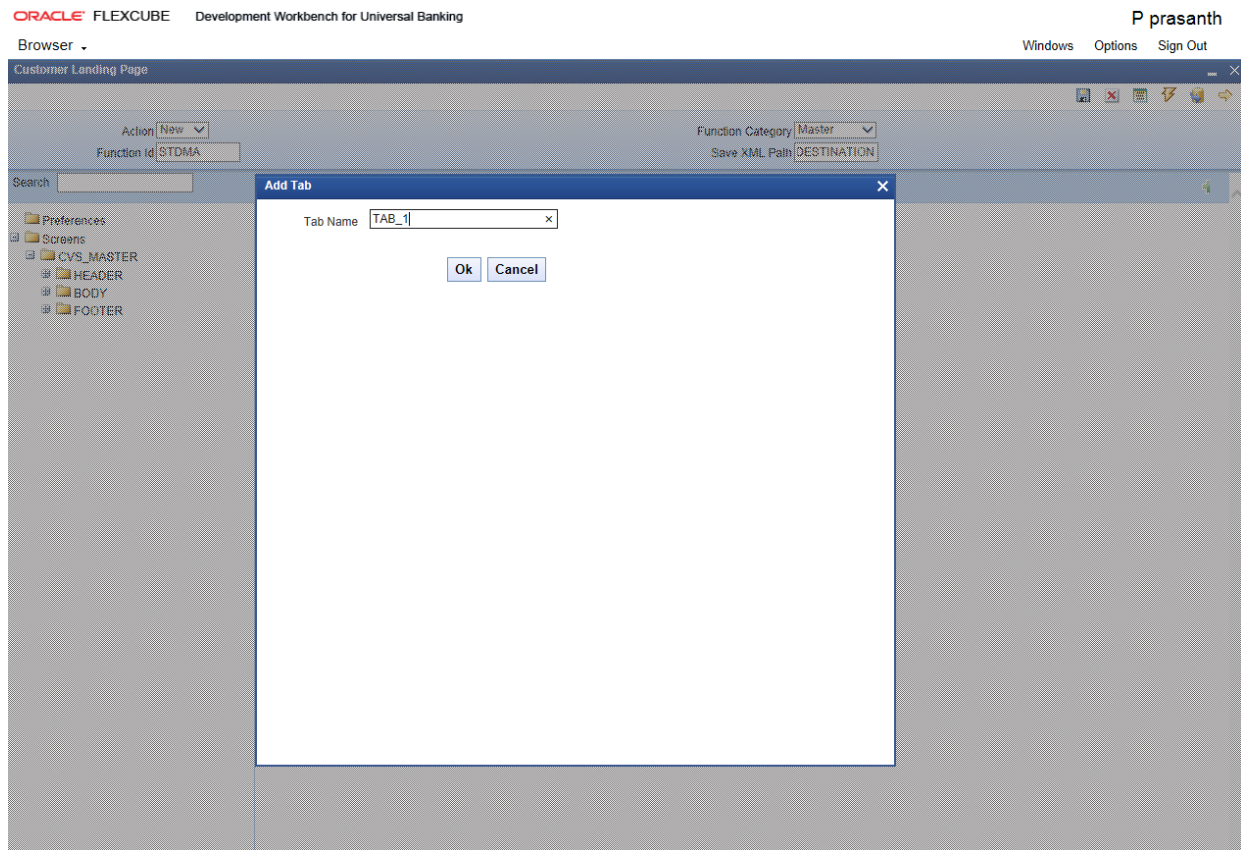 ORACLE® FLEXCUBE Development Workbench for Universal Banking P prasanth
Browser Windows Options Sign Out
Customer Landing Page
Action New Function Category Master
Function Id STDMA Save XML Path DESTINATION
Search
Add Tab
Tab Name TAB_1
Ok Cancel
Preferences
Screens
CVS_MASTER
HEADER
BODY
FOOTER